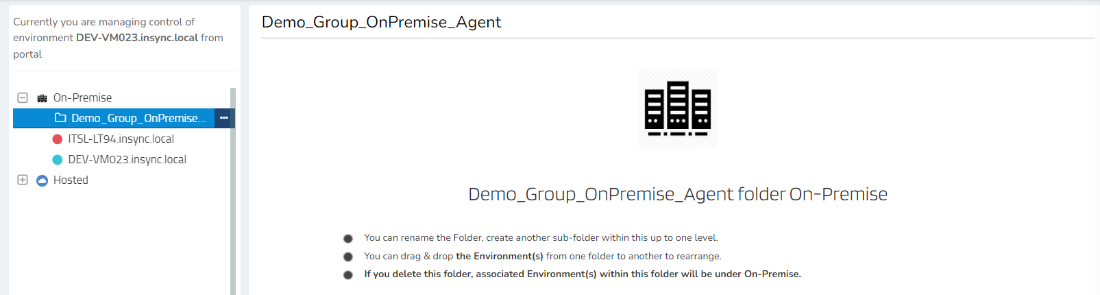 Currently you are managing control of
environment DEV-VM023.insync.local from
portal
On-Premise
Demo_Group_OnPremise...
ITSL-LT94.insync.local
DEV-VM023.insync.local
Hosted
Demo_Group_OnPremise_Agent
Demo_Group_OnPremise_Agent folder On-Premise
You can rename the Folder, create another sub-folder within this up to one level.
You can drag & drop the Environment(s) from one folder to another to rearrange.
If you delete this folder, associated Environment(s) within this folder will be under On-Premise.